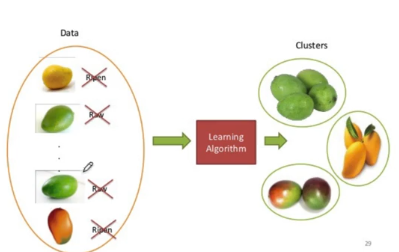 Data
Clusters
Ripen
Raw
Learning
Algorithm
Raw
Ripen
29